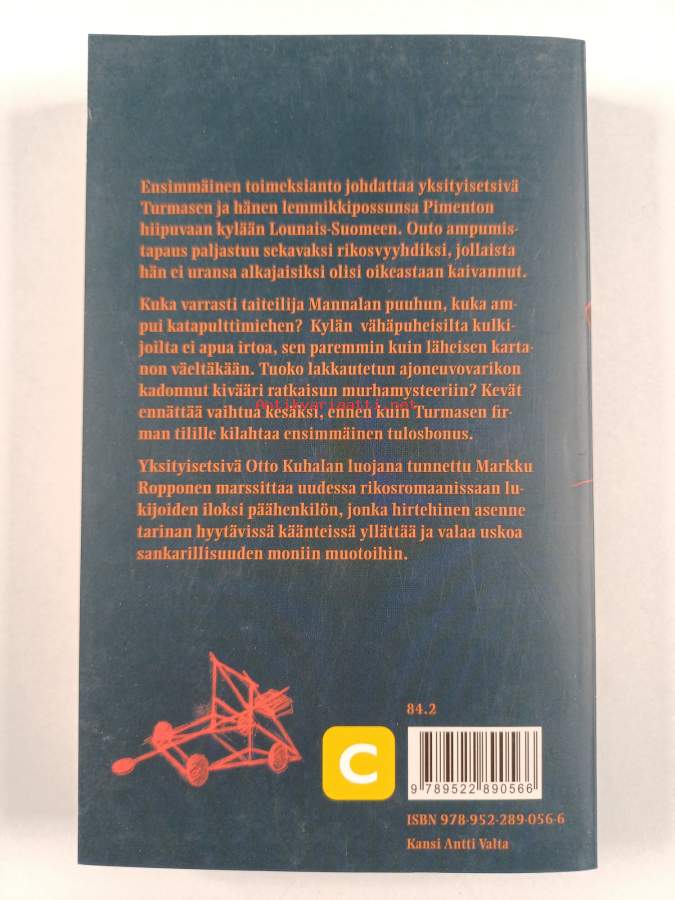 Ensimmäinen toimeksianto johdattaa yksityisetsivä
Turmasen ja hänen lemmikkipossunsa Pimenton
hiipuvaan kylään Lounais-Suomeen. Outo ampumis-
tapaus paljastuu sekavaksi rikosvyyhdiksi, jollaista
hän ei uransa alkajaisiksi olisi oikeastaan kaivannut.
Kuka varrasti taiteilija Mannalan puuhun, kuka am-
pui katapulttimiehen? Kylän vähäpuheisilta kulki-
joilta ei apua irtoa, sen paremmin kuin läheisen karta-
non väeltäkään. Tuoko lakkautetun ajoneuvovarikon
kadonnut kivääri ratkaisun murhamysteeriin? Kevät
ennättää vaihtua kesäksi, ennen kuin Turmasen fir-
man tilille kilahtaa ensimmäinen tulosbonus.
Antikvariaatti.net
Yksityisetsivä Otto Kuhalan luojana tunnettu Markku
Ropponen marssittaa uudessa rikosromaanissaan lu-
kijoiden iloksi päähenkilön, jonka hirtehinen asenne
tarinan hyytävissä käänteissä yllättää ja valaa uskoa
sankarillisuuden moniin muotoihin.
84.2
C
9 789522 890566
ISBN 978-952-289-056-6
Kansi Antti Valta